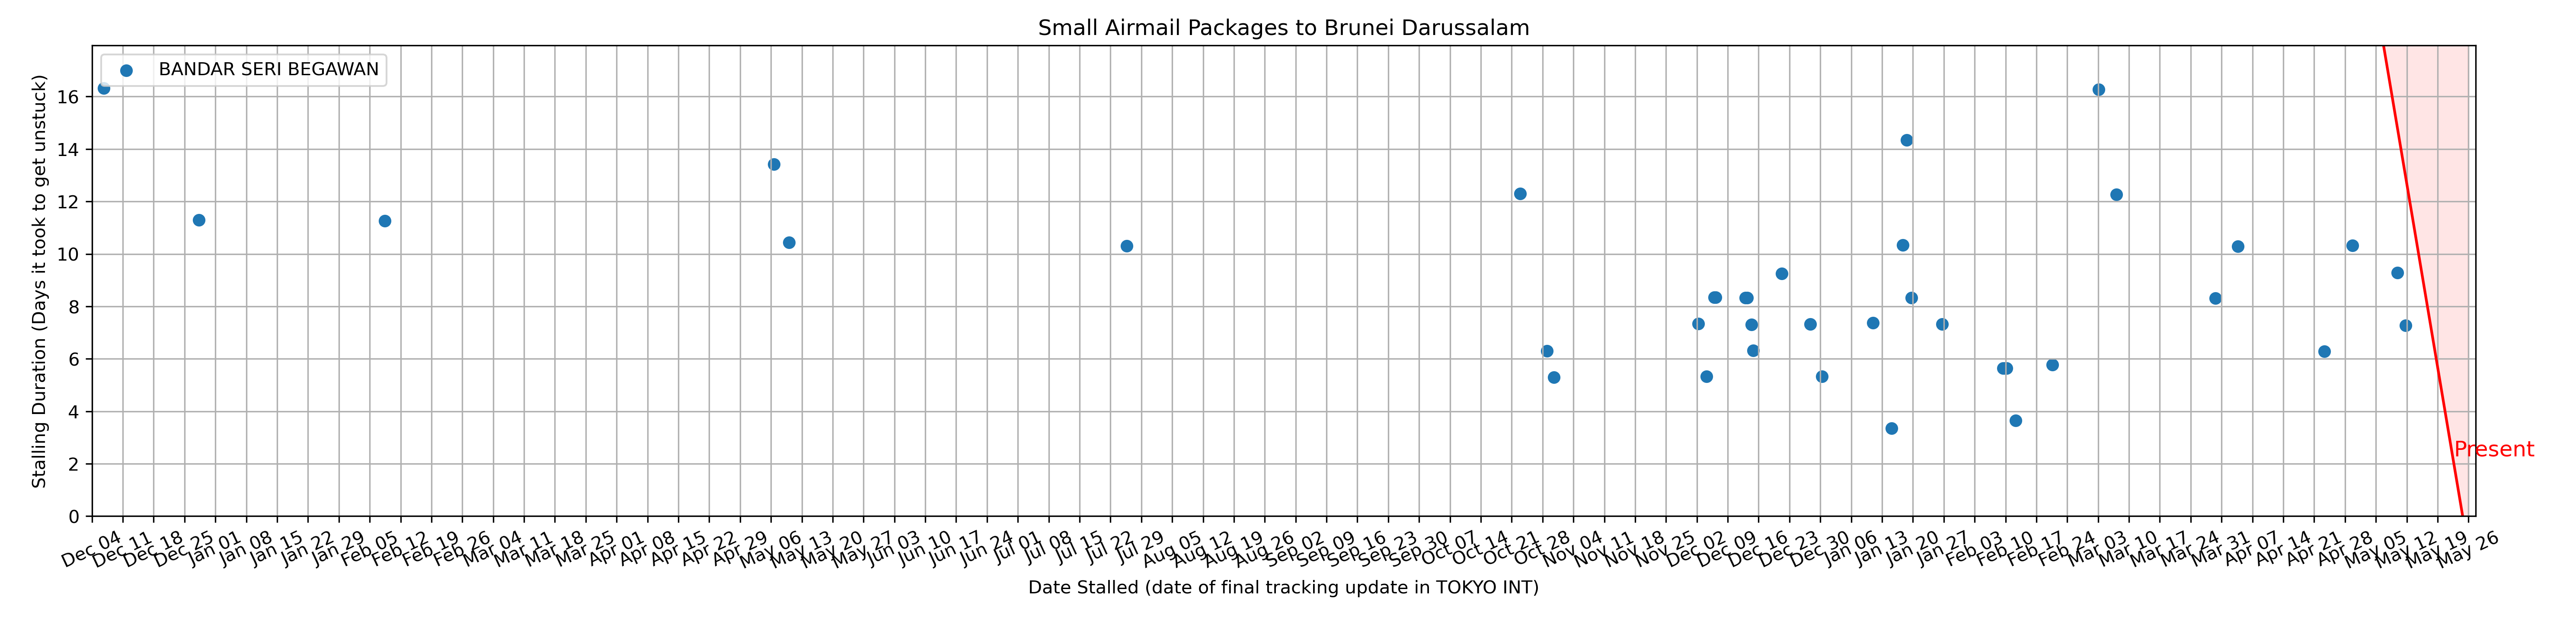 Small Airmail Packages to Brunei Darussalam
BANDAR SERI BEGAWAN
Stalling Duration (Days it took to get unstuck)
16
14
12
10
8
6
4
2
0
Present
Dec 04 Dec 11 Dec 18 Dec 25 Jan 01 Jan 08 Jan 15 Jan 22 Jan 29 Feb 05 Feb 12 Feb 19 Feb 26 Mar 04 Mar 11 Mar 18 Mar 25 Apr 01 Apr 08 Apr 15 Apr 22 Apr 29 May 06 May 13 May 20 May 27 Jun 03 Jun 10 Jun 17 Jun 24 Jul 01 Jul 08 Jul 15 Jul 22 Jul 29 Aug 05 Aug 12 Aug 19 Aug 26 Sep 02 Sep 09 Sep 16 Sep 23 Sep 30 Oct 07 Oct 14 Oct 21 Oct 28 Nov 04 Nov 11 Nov 18 Nov 25 Dec 02 Dec 09 Dec 16 Dec 23 Dec 30 Jan 06 Jan 13 Jan 20 Jan 27 Feb 03 Feb 10 Feb 17 Feb 24 Mar 03 Mar 10 Mar 17 Mar 24 Mar 31 Apr 07 Apr 14 Apr 21 Apr 28 May 05 May 12 May 19 May 26
Date Stalled (date of final tracking update in TOKYO INT)